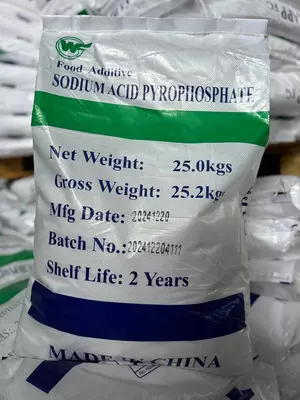 Food Additive
SODIUM ACID PYROPHOSPHATE
Net Weight: 25.0kgs
Gross Weight: 25.2kgs
Mfg Date: 20241220
Batch No.: 202412204111
Shelf Life: 2 Years
MADE IN CHINA